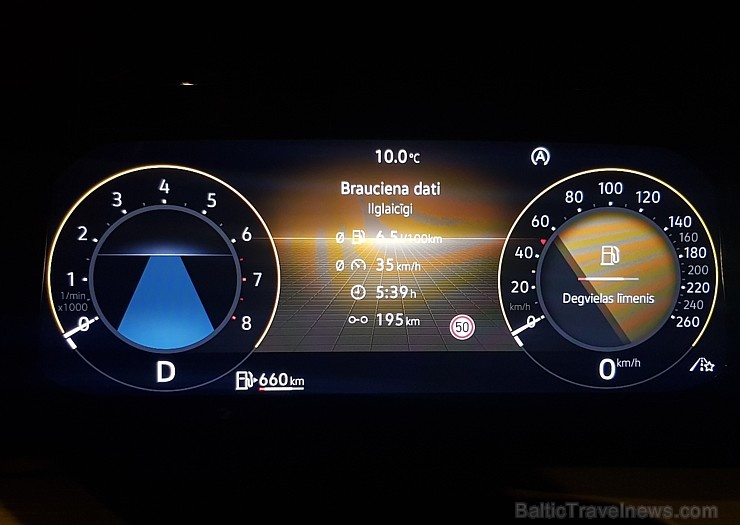 10.0°C
A
Brauciena dati
Ilglaicīgi
Ø 6.5 l/100km
Ø 35 km/h
5:39 h
195 km
50
0 1 2 3 4 5 6 7 8
1/min
x1000
D
660 km
0 20 40 60 80 100 120 140 160 180 200 220 240 260
km/h
Degvielas līmenis
0 km/h
BalticTravelnews.com